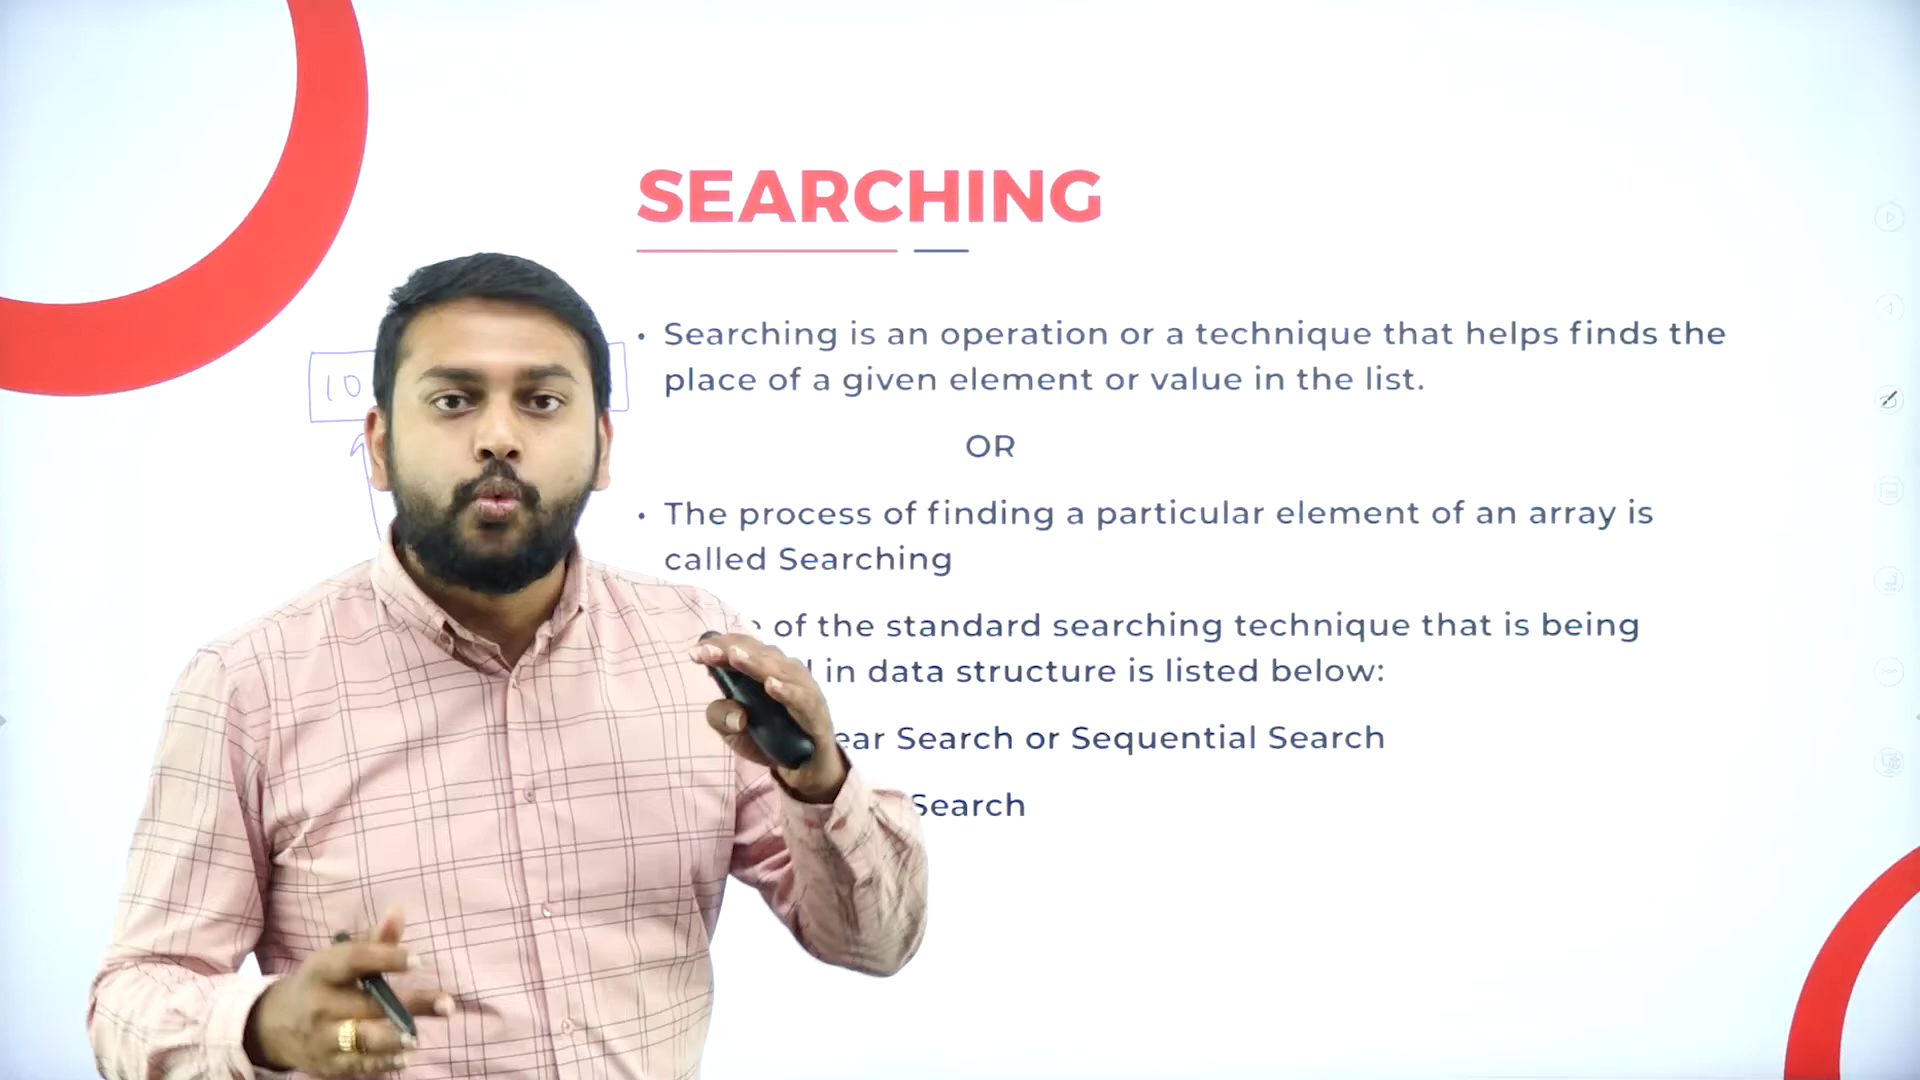 SEARCHING
• Searching is an operation or a technique that helps finds the
place of a given element or value in the list.
10
OR
• The process of finding a particular element of an array is
called Searching
of the standard searching technique that is being
in data structure is listed below:
Search or Sequential Search
Search